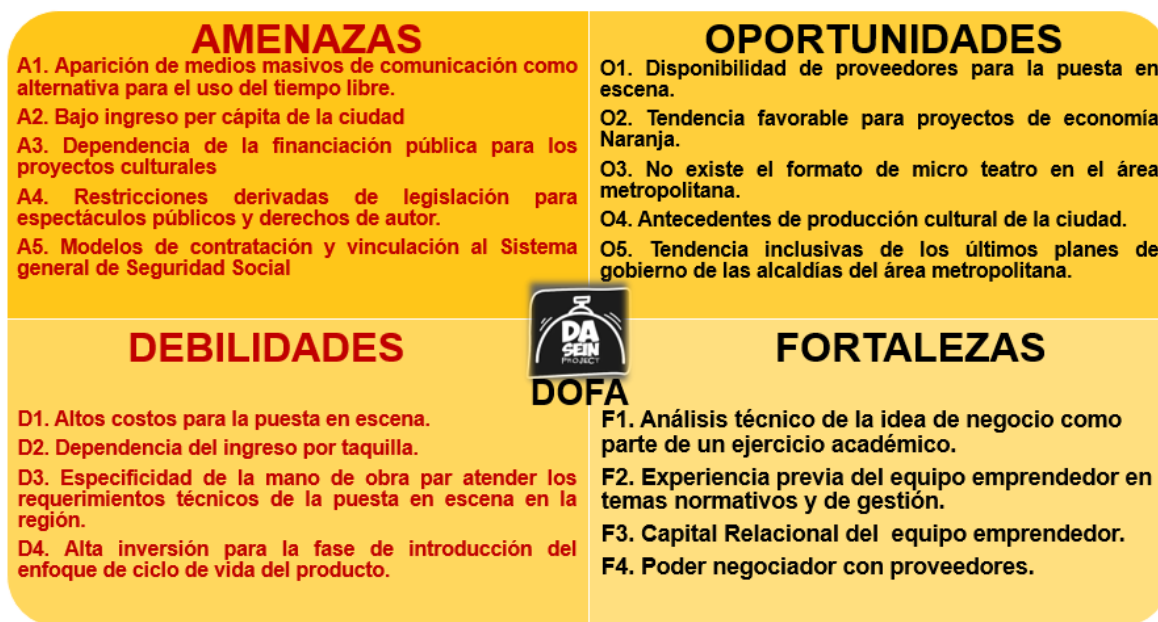 AMENAZAS
A1. Aparición de medios masivos de comunicación como
alternativa para el uso del tiempo libre.
A2. Bajo ingreso per cápita de la ciudad
A3. Dependencia de la financiación pública para los
proyectos culturales
A4. Restricciones derivadas de legislación para
espectáculos públicos y derechos de autor.
A5. Modelos de contratación y vinculación al Sistema
general de Seguridad Social
OPORTUNIDADES
O1. Disponibilidad de proveedores para la puesta en
escena.
O2. Tendencia favorable para proyectos de economía
Naranja.
O3. No existe el formato de micro teatro en el área
metropolitana.
O4. Antecedentes de producción cultural de la ciudad.
O5. Tendencia inclusivas de los últimos planes de
gobierno de las alcaldías del área metropolitana.
DA
SEIN
PROJECT
DOFA
DEBILIDADES
D1. Altos costos para la puesta en escena.
D2. Dependencia del ingreso por taquilla.
D3. Especificidad de la mano de obra par atender los
requerimientos técnicos de la puesta en escena en la
región.
D4. Alta inversión para la fase de introducción del
enfoque de ciclo de vida del producto.
FORTALEZAS
F1. Análisis técnico de la idea de negocio como
parte de un ejercicio académico.
F2. Experiencia previa del equipo emprendedor en
temas normativos y de gestión.
F3. Capital Relacional del equipo emprendedor.
F4. Poder negociador con proveedores.